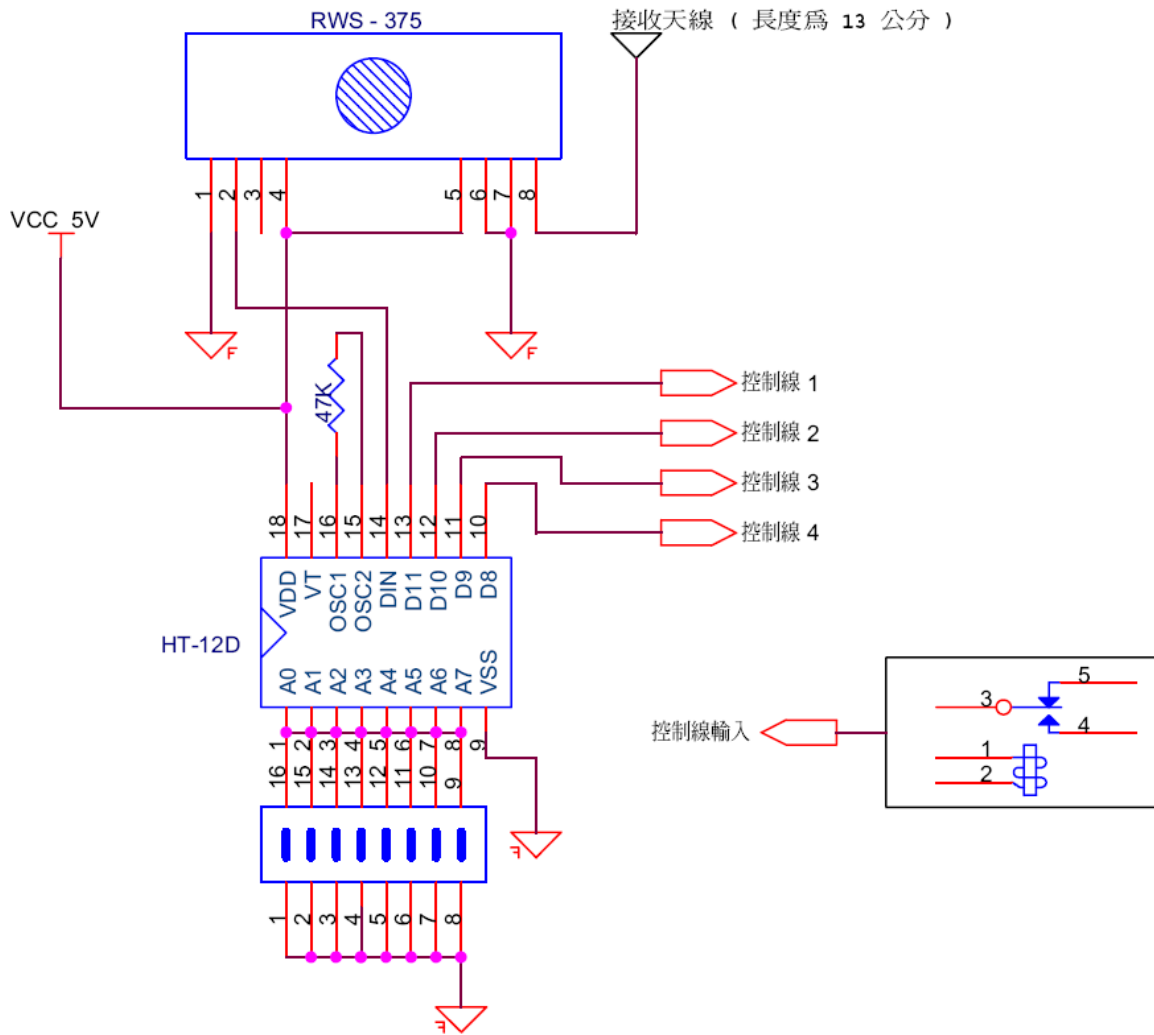 RWS - 375
接收天線 ( 長度為 13 公分 )
1 2 3 4 5 6 7 8
VCC 5V
F F
47K
控制線 1
控制線 2
控制線 3
控制線 4
18 17 16 15 14 13 12 11 10
VDD VT OSC1 OSC2 DIN D11 D10 D9 D8
HT-12D
A0 A1 A2 A3 A4 A5 A6 A7 VSS
1 2 3 4 5 6 7 8 9
16 15 14 13 12 11 10 9
F
1 2 3 4 5 6 7 8
F
控制線輸入
5
3
4
1
2